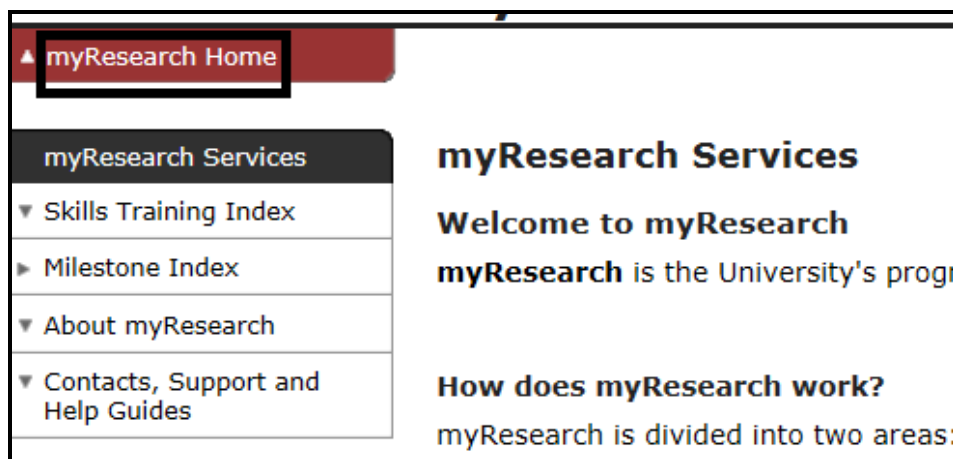 myResearch Home
myResearch Services
Skills Training Index
Milestone Index
About myResearch
Contacts, Support and
Help Guides
myResearch Services
Welcome to myResearch
myResearch is the University's
How does myResearch work?
myResearch is divided into two areas: